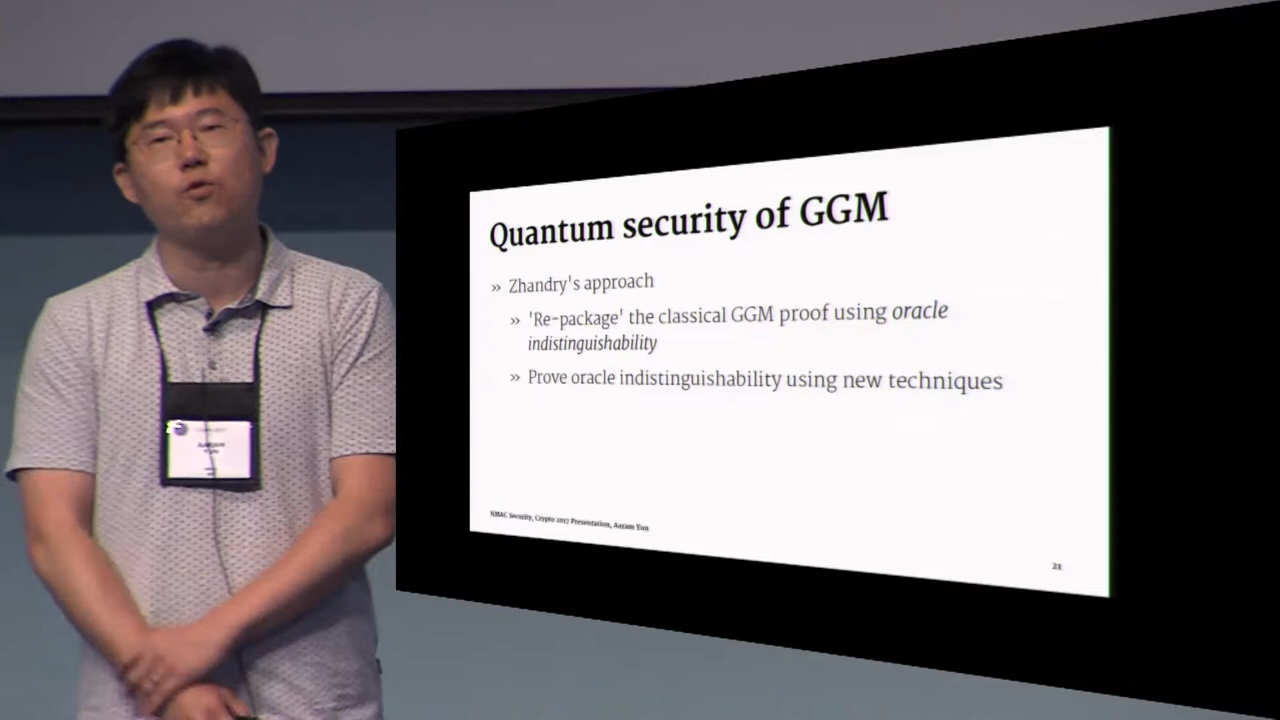 Quantum security of GGM
» Zhandry's approach
» 'Re-package' the classical GGM proof using oracle
indistinguishability
» Prove oracle indistinguishability using new techniques
NMAC Security, Crypto 2017 Presentation, Aaram Yun
21